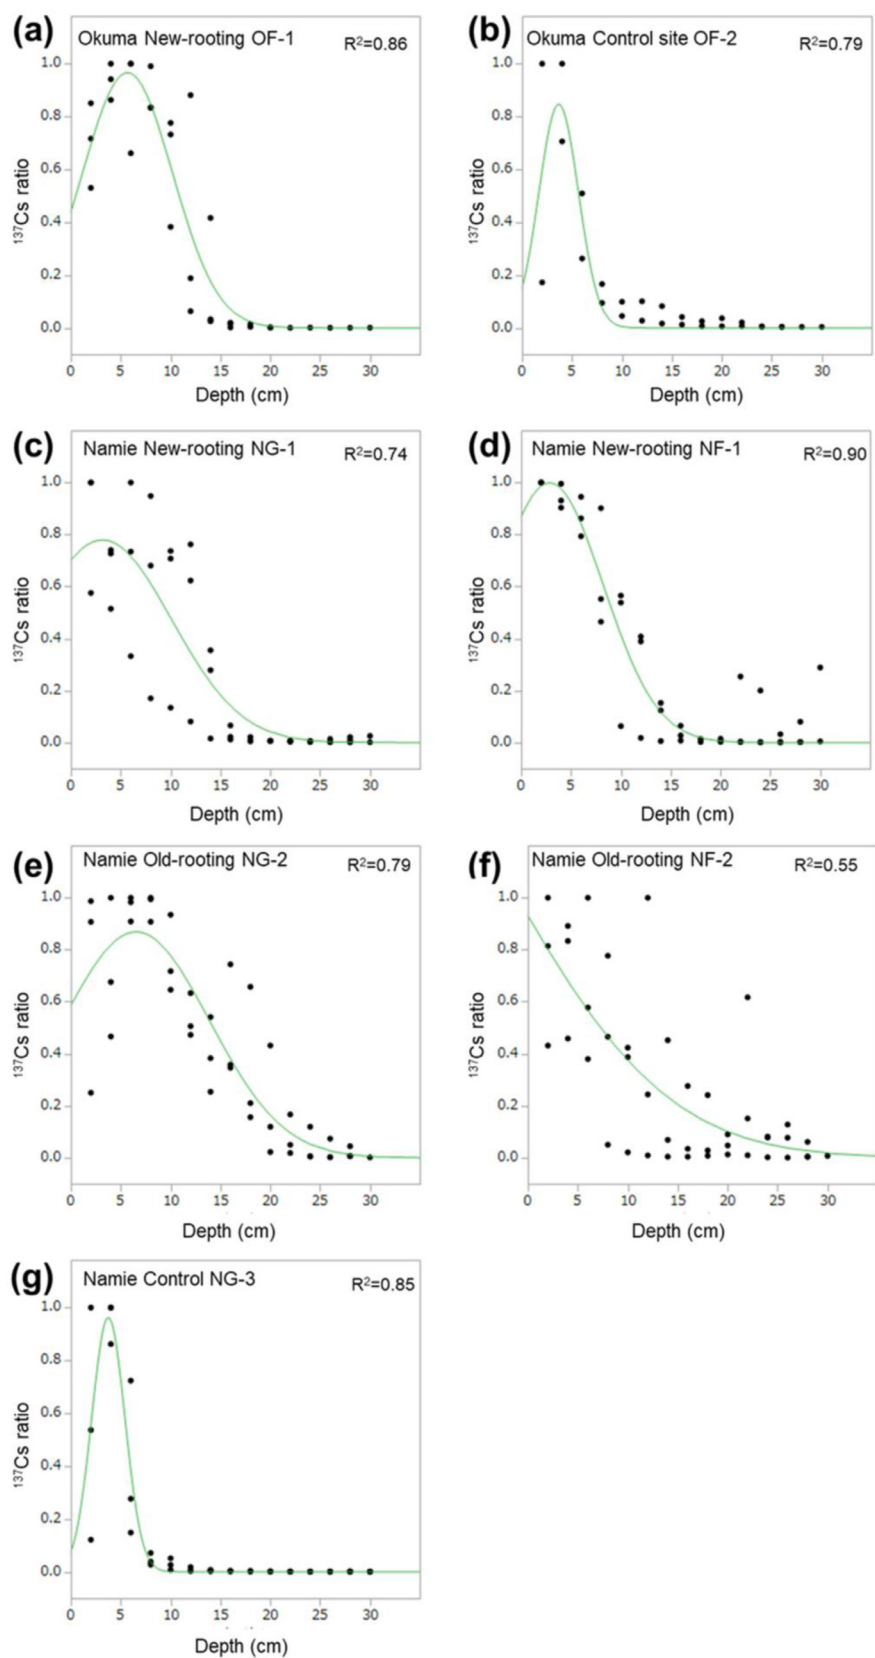 (a)
Okuma New-rooting OF-1
R²=0.86
1.0
0.8
0.6
0.4
0.2
0.0
¹³⁷Cs ratio
0 5 10 15 20 25 30
Depth (cm)
(b)
Okuma Control site OF-2
R²=0.79
1.0
0.8
0.6
0.4
0.2
0.0
¹³⁷Cs ratio
0 5 10 15 20 25 30
Depth (cm)
(c)
Namie New-rooting NG-1
R²=0.74
1.0
0.8
0.6
0.4
0.2
0.0
¹³⁷Cs ratio
0 5 10 15 20 25 30
Depth (cm)
(d)
Namie New-rooting NF-1
R²=0.90
1.0
0.8
0.6
0.4
0.2
0.0
¹³⁷Cs ratio
0 5 10 15 20 25 30
Depth (cm)
(e)
Namie Old-rooting NG-2
R²=0.79
1.0
0.8
0.6
0.4
0.2
0.0
¹³⁷Cs ratio
0 5 10 15 20 25 30
Depth (cm)
(f)
Namie Old-rooting NF-2
R²=0.55
1.0
0.8
0.6
0.4
0.2
0.0
¹³⁷Cs ratio
0 5 10 15 20 25 30
Depth (cm)
(g)
Namie Control NG-3
R²=0.85
1.0
0.8
0.6
0.4
0.2
0.0
¹³⁷Cs ratio
0 5 10 15 20 25 30
Depth (cm)